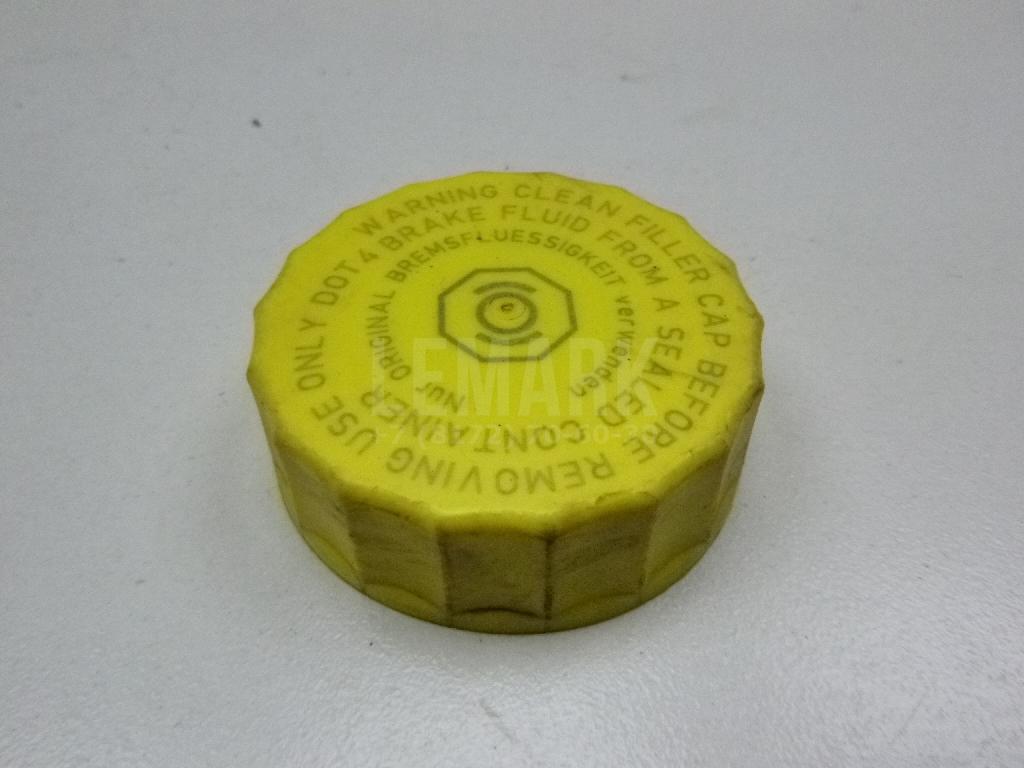 WARNING CLEAN FILLER CAP BEFORE REMOVING USE ONLY DOT 4 BRAKE FLUID FROM A SEALED CONTAINER
Nur ORIGINAL BREMSFLUESSIGKEIT verwenden
LEMARK